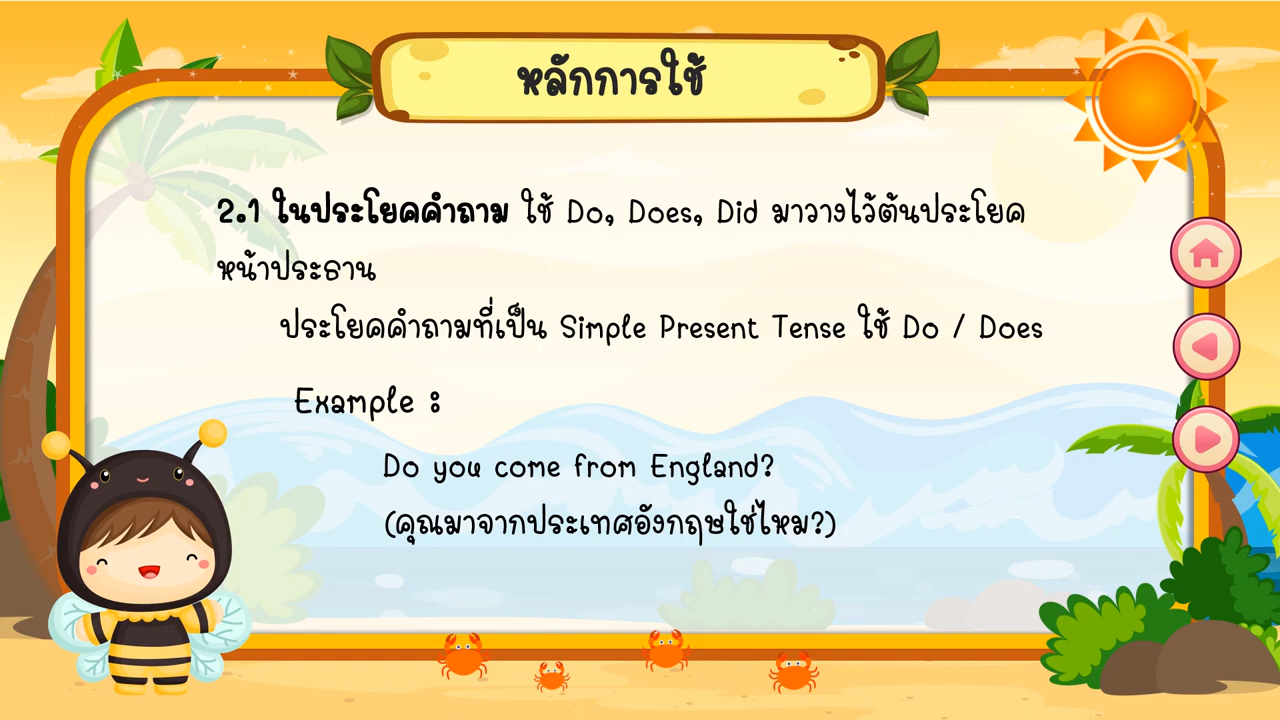 หลักการใช้
2.1 ในประโยคคำถาม ใช้ Do, Does, Did มาวางไว้ต้นประโยค
หน้าประธาน
ประโยคคำถามที่เป็น Simple Present Tense ใช้ Do / Does
Example :
Do you come from England?
(คุณมาจากประเทศอังกฤษใช่ไหม?)